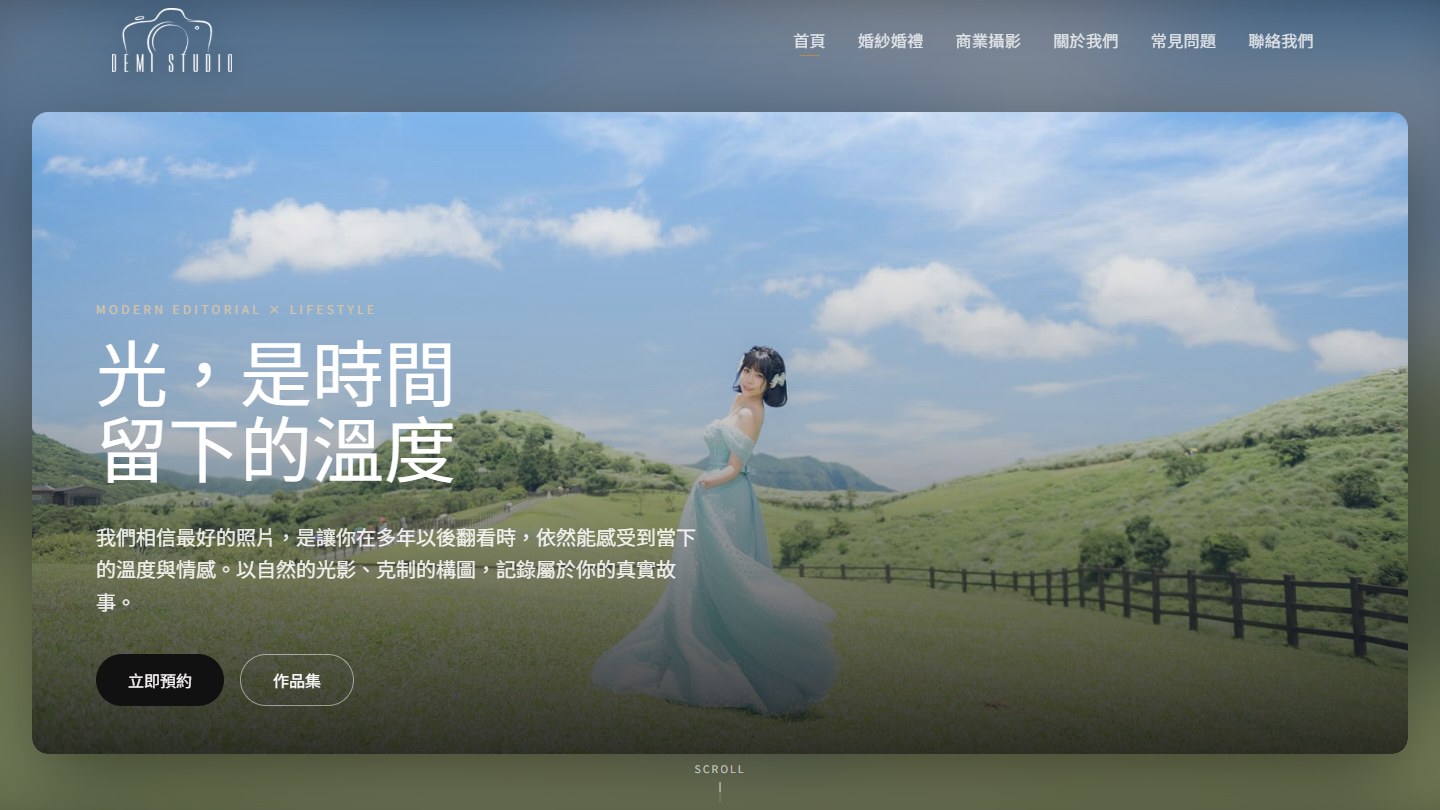 DEMI STUDIO
首頁 婚紗婚禮 商業攝影 關於我們 常見問題 聯絡我們
MODERN EDITORIAL × LIFESTYLE
光，是時間
留下的溫度
我們相信最好的照片，是讓你在多年以後翻看時，依然能感受到當下
的溫度與情感。以自然的光影、克制的構圖，記錄屬於你的真實故
事。
立即預約 作品集
SCROLL